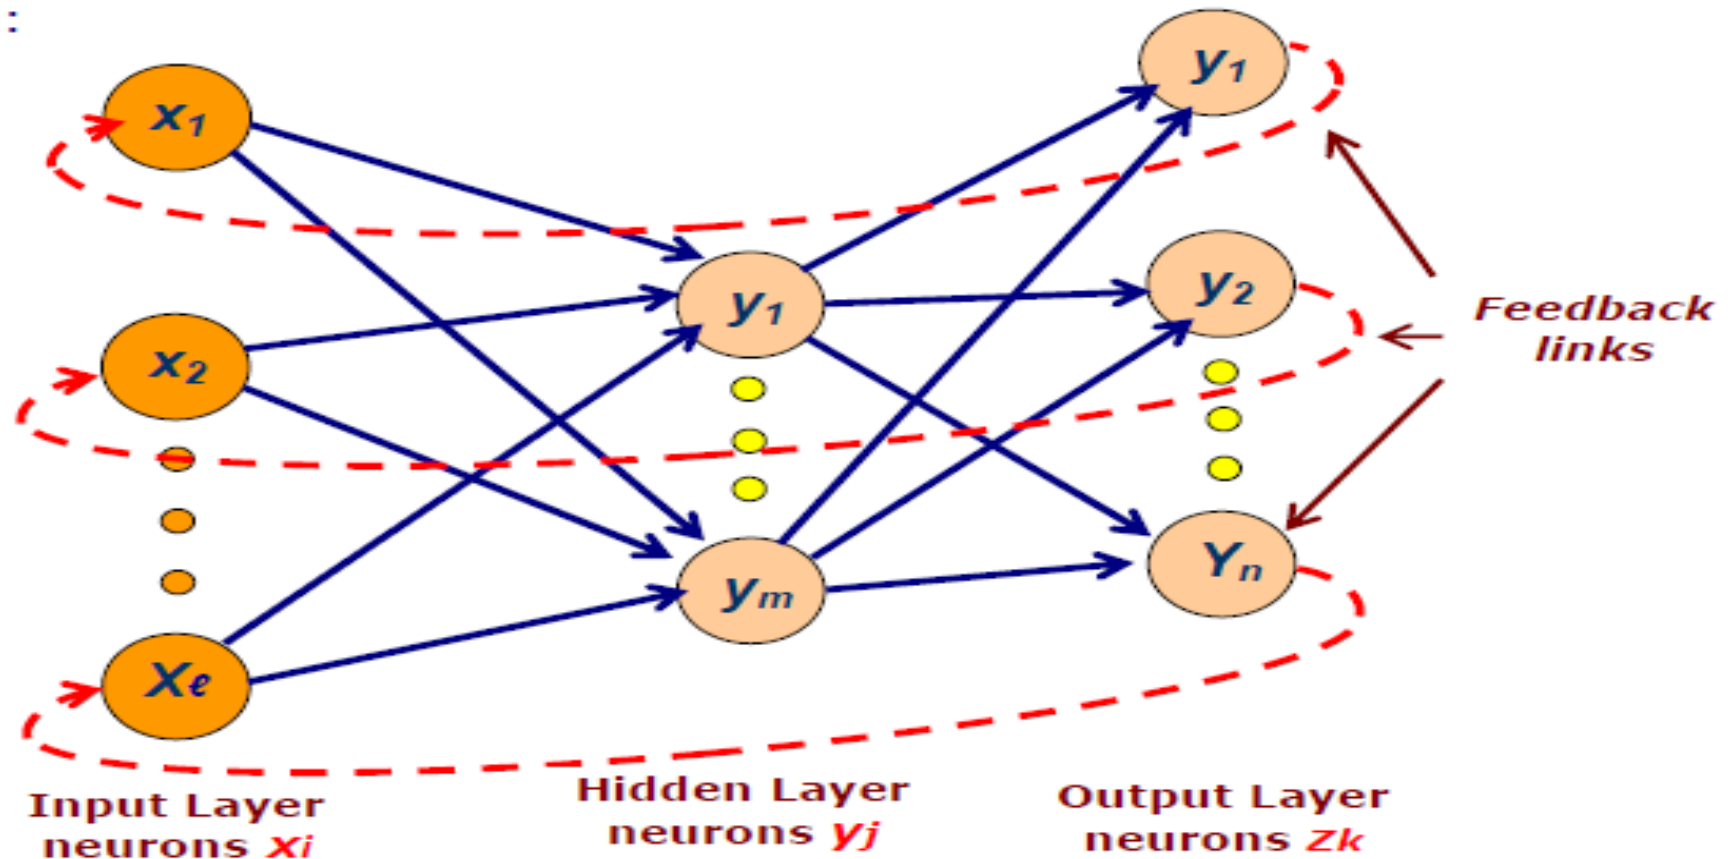 :
x1
x2
Xℓ
y1
ym
y1
y2
Yn
Feedback
links
Input Layer
neurons xi
Hidden Layer
neurons yj
Output Layer
neurons zk